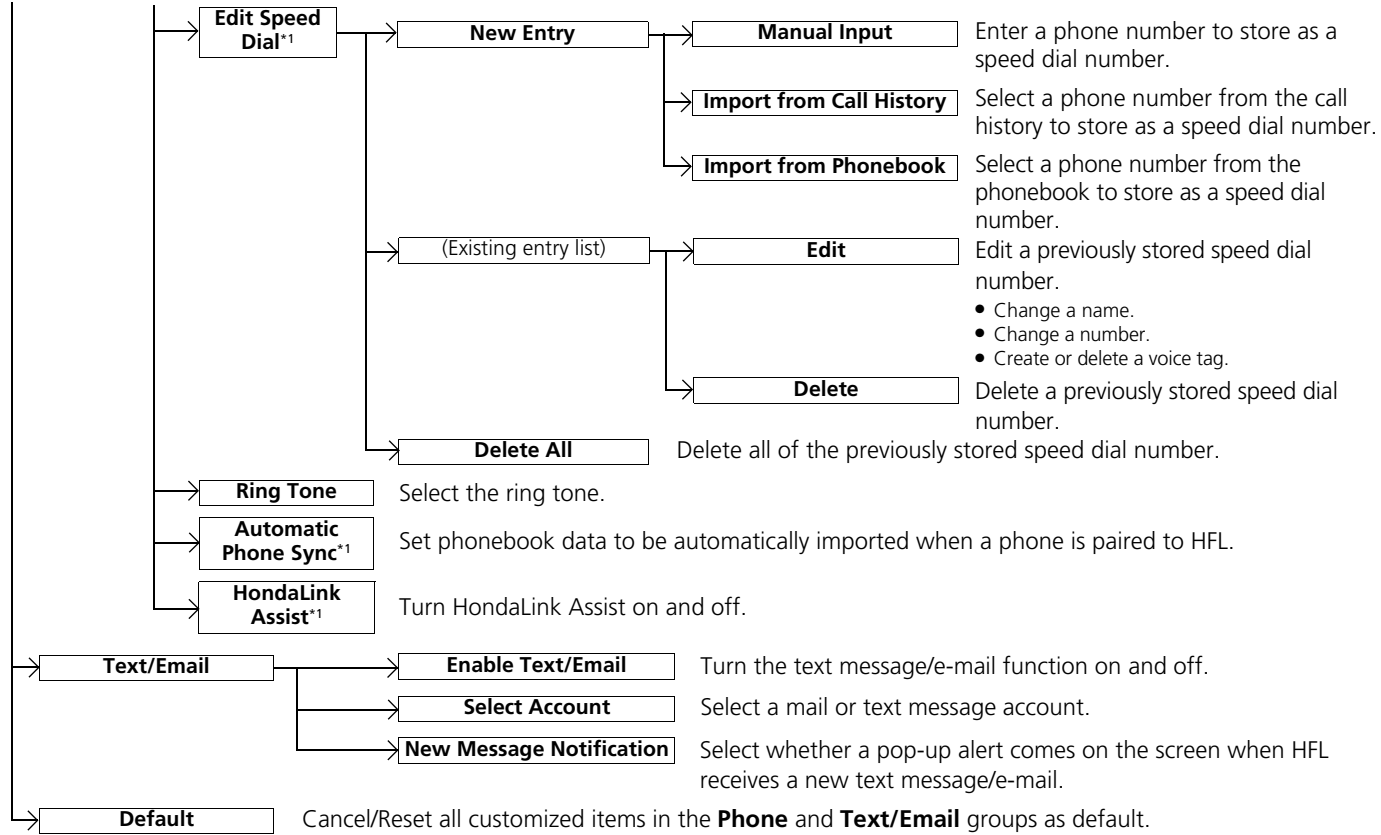 Edit Speed
Dial*1
New Entry
Manual Input
Enter a phone number to store as a
speed dial number.
Import from Call History
Select a phone number from the call
history to store as a speed dial number.
Import from Phonebook
Select a phone number from the
phonebook to store as a speed dial
number.
(Existing entry list)
Edit
Edit a previously stored speed dial
number.
● Change a name.
● Change a number.
● Create or delete a voice tag.
Delete
Delete a previously stored speed dial
number.
Delete All
Delete all of the previously stored speed dial number.
Ring Tone
Select the ring tone.
Automatic
Phone Sync*1
Set phonebook data to be automatically imported when a phone is paired to HFL.
HondaLink
Assist*1
Turn HondaLink Assist on and off.
Text/Email
Enable Text/Email
Turn the text message/e-mail function on and off.
Select Account
Select a mail or text message account.
New Message Notification
Select whether a pop-up alert comes on the screen when HFL
receives a new text message/e-mail.
Default
Cancel/Reset all customized items in the Phone and Text/Email groups as default.